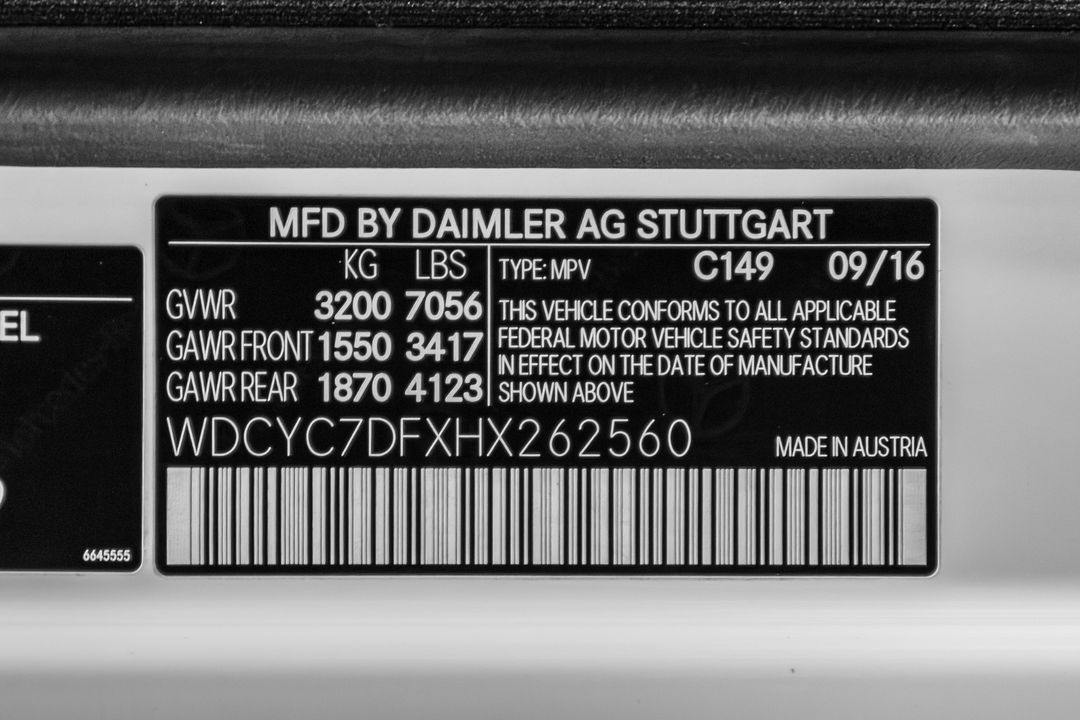 MFD BY DAIMLER AG STUTTGART
KG LBS
GVWR 3200 7056
GAWR FRONT 1550 3417
GAWR REAR 1870 4123
TYPE: MPV C149 09/16
THIS VEHICLE CONFORMS TO ALL APPLICABLE
FEDERAL MOTOR VEHICLE SAFETY STANDARDS
IN EFFECT ON THE DATE OF MANUFACTURE
SHOWN ABOVE
WDCYC7DFXHX262560
MADE IN AUSTRIA
EL
6645555